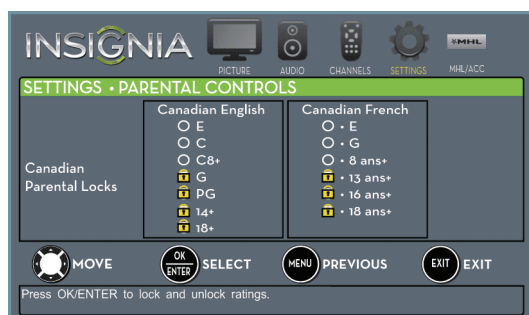 INSIGNIA
PICTURE AUDIO CHANNELS SETTINGS MHL MHL/ACC
SETTINGS • PARENTAL CONTROLS
Canadian Parental Locks
Canadian English
E
C
C8+
G
PG
14+
18+
Canadian French
• E
• G
• 8 ans+
• 13 ans+
• 16 ans+
• 18 ans+
MOVE OK ENTER SELECT MENU PREVIOUS EXIT EXIT
Press OK/ENTER to lock and unlock ratings.